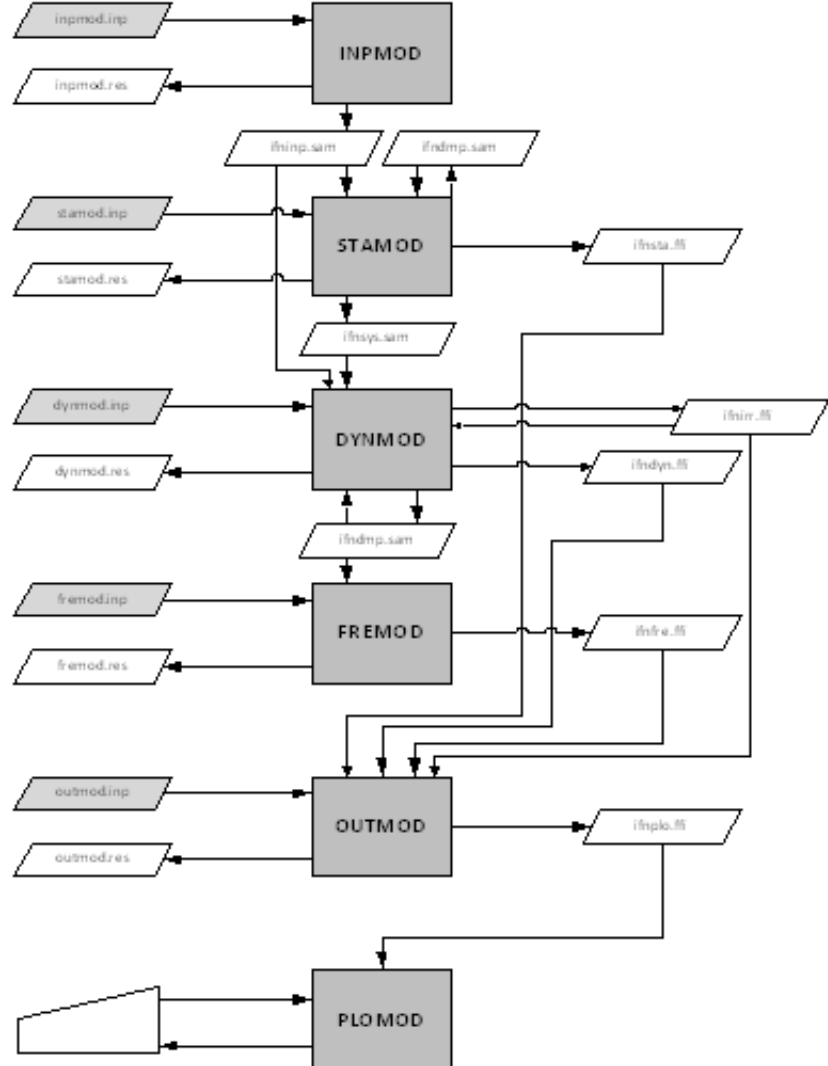 inpmod.inp
INPMOD
inpmod.res
ifninp.sam
ifndmp.sam
stamod.inp
STAMOD
ifnsta.ffi
stamod.res
ifnsys.sam
dynmod.inp
ifnirr.ffi
DYNMOD
ifndyn.ffi
dynmod.res
ifndmp.sam
fremod.inp
FREMOD
ifnfre.ffi
fremod.res
outmod.inp
OUTMOD
ifnplo.ffi
outmod.res
PLOMOD